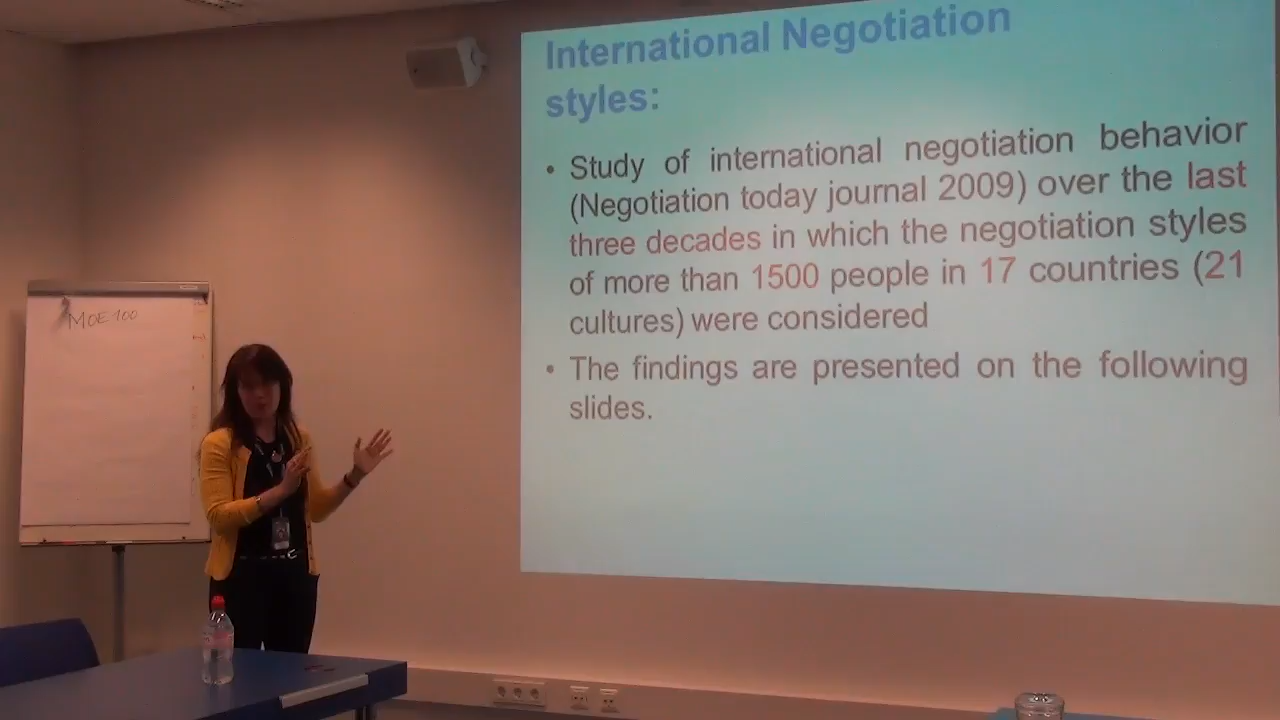 International Negotiation
styles:
• Study of international negotiation behavior
(Negotiation today journal 2009) over the last
three decades in which the negotiation styles
of more than 1500 people in 17 countries (21
cultures) were considered
• The findings are presented on the following
slides.
MOE100